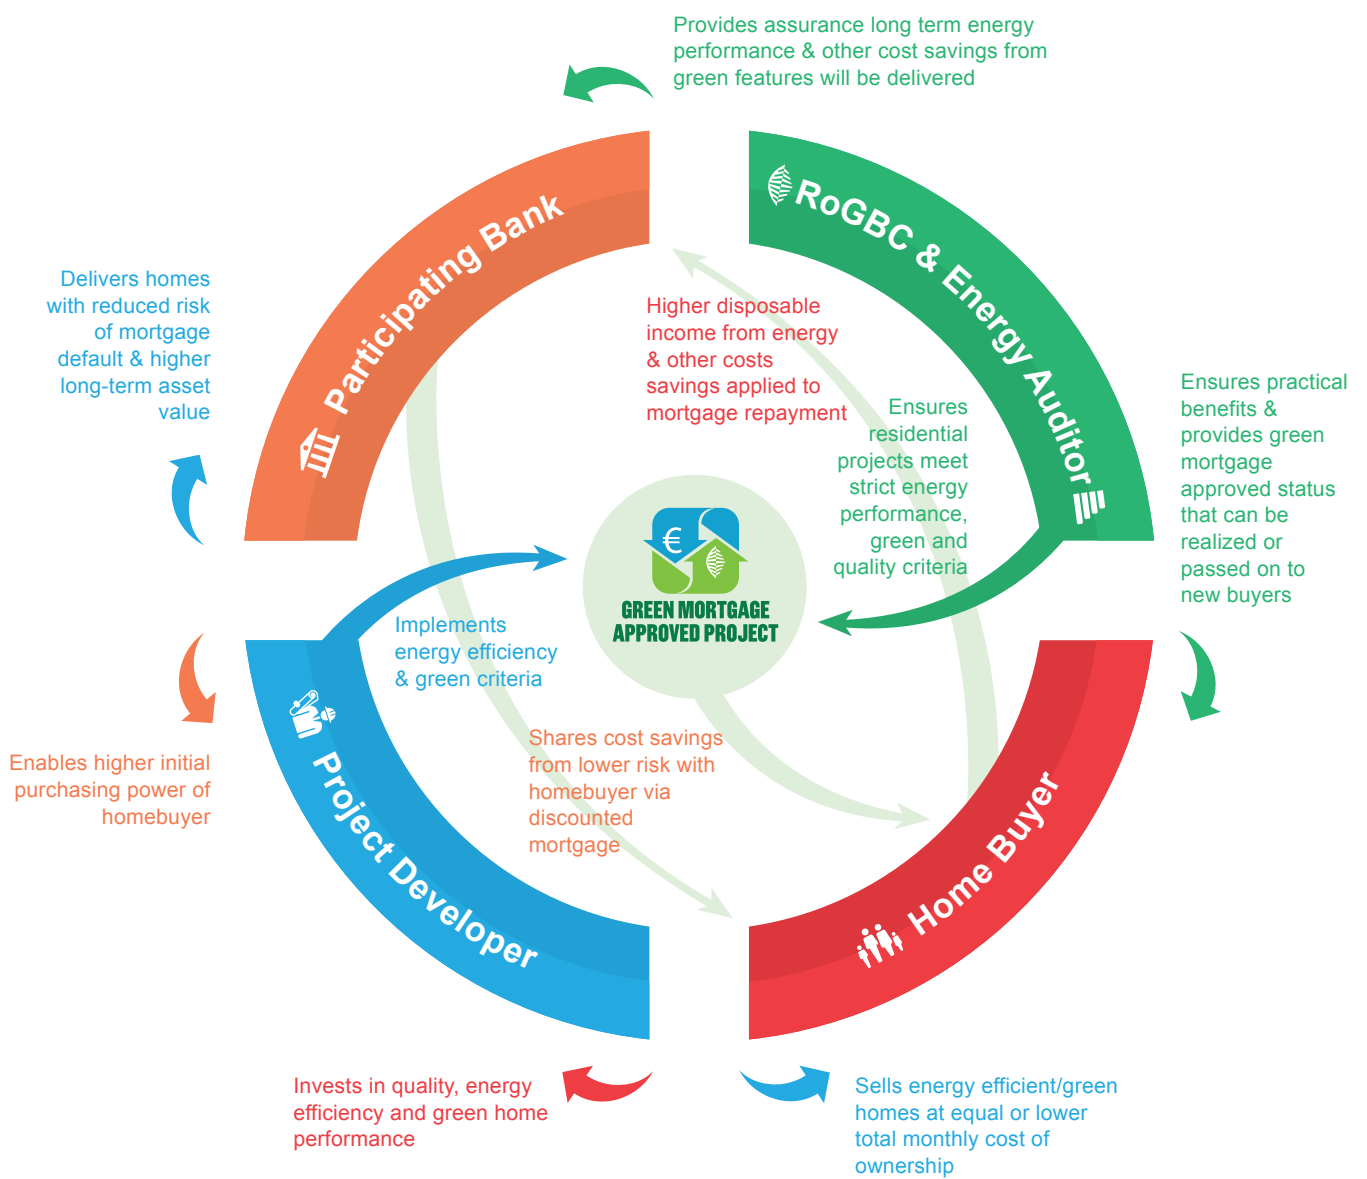 Provides assurance long term energy
performance & other cost savings from
green features will be delivered
Participating Bank
RoGBC & Energy Auditor
Delivers homes
with reduced risk
of mortgage
default & higher
long-term asset
value
Higher disposable
income from energy
& other costs
savings applied to
mortgage repayment
Ensures
residential
projects meet
strict energy
performance,
green and
quality criteria
Ensures practical
benefits &
provides green
mortgage
approved status
that can be
realized or
passed on to
new buyers
€
GREEN MORTGAGE
APPROVED PROJECT
Implements
energy efficiency
& green criteria
Shares cost savings
from lower risk with
homebuyer via
discounted
mortgage
Enables higher initial
purchasing power of
homebuyer
Project Developer
Home Buyer
Invests in quality, energy
efficiency and green home
performance
Sells energy efficient/green
homes at equal or lower
total monthly cost of
ownership